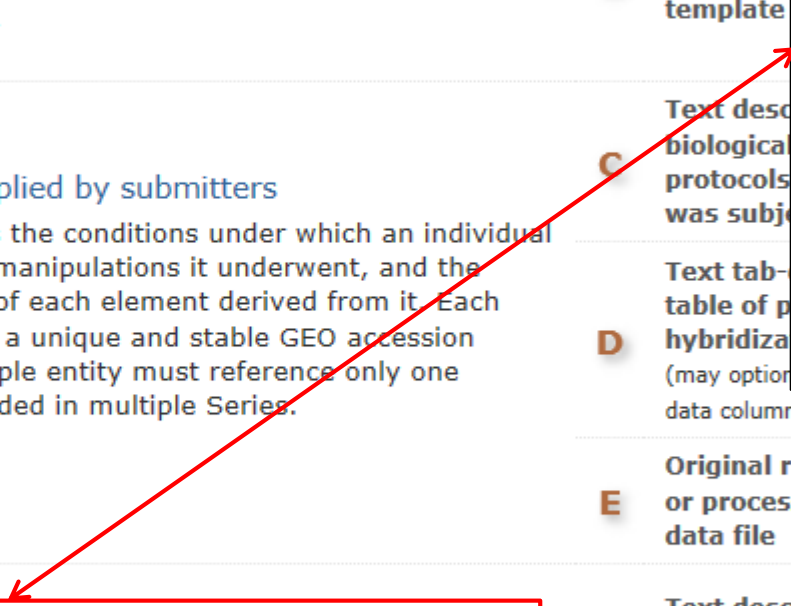 template
plied by submitters
the conditions under which an individual
manipulations it underwent, and the
of each element derived from it. Each
a unique and stable GEO accession
ple entity must reference only one
ded in multiple Series.
C
Text desc
biological
protocols
was subje
D
Text tab-
table of p
hybridiza
(may option
data column
E
Original r
or proces
data file
Text desc